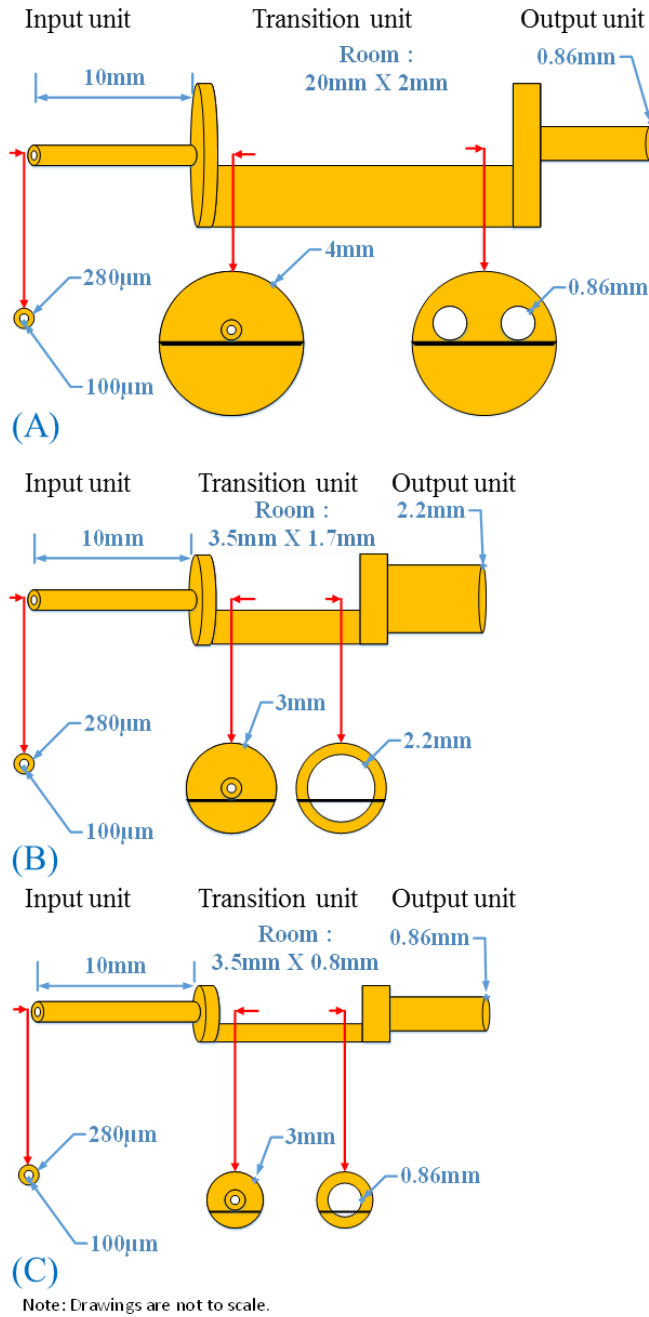 Input unit
Transition unit
Output unit
Room :
20mm X 2mm
0.86mm
10mm
4mm
280μm
0.86mm
100μm
(A)
Input unit
Transition unit
Output unit
Room :
3.5mm X 1.7mm
2.2mm
10mm
3mm
280μm
2.2mm
100μm
(B)
Input unit
Transition unit
Output unit
Room :
3.5mm X 0.8mm
0.86mm
10mm
280μm
3mm
0.86mm
100μm
(C)
Note: Drawings are not to scale.